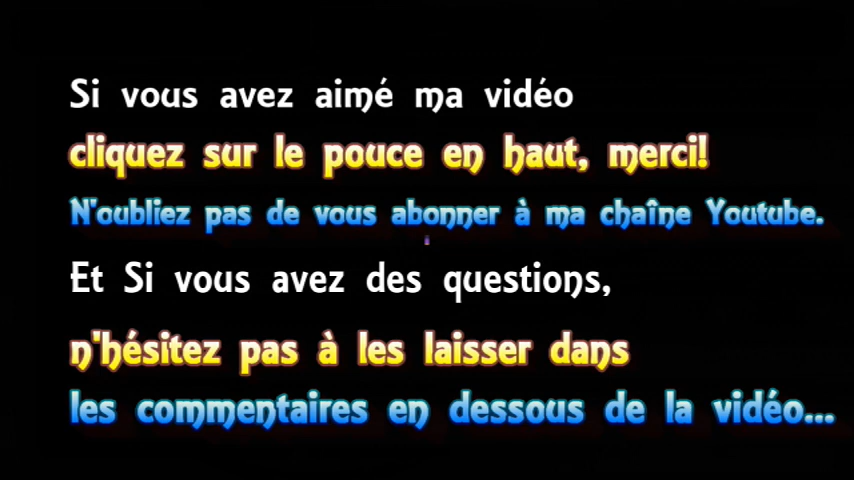 Si vous avez aimé ma vidéo
cliquez sur le pouce en haut, merci!
N'oubliez pas de vous abonner à ma chaîne Youtube.
Et Si vous avez des questions,
n'hésitez pas à les laisser dans
les commentaires en dessous de la vidéo...